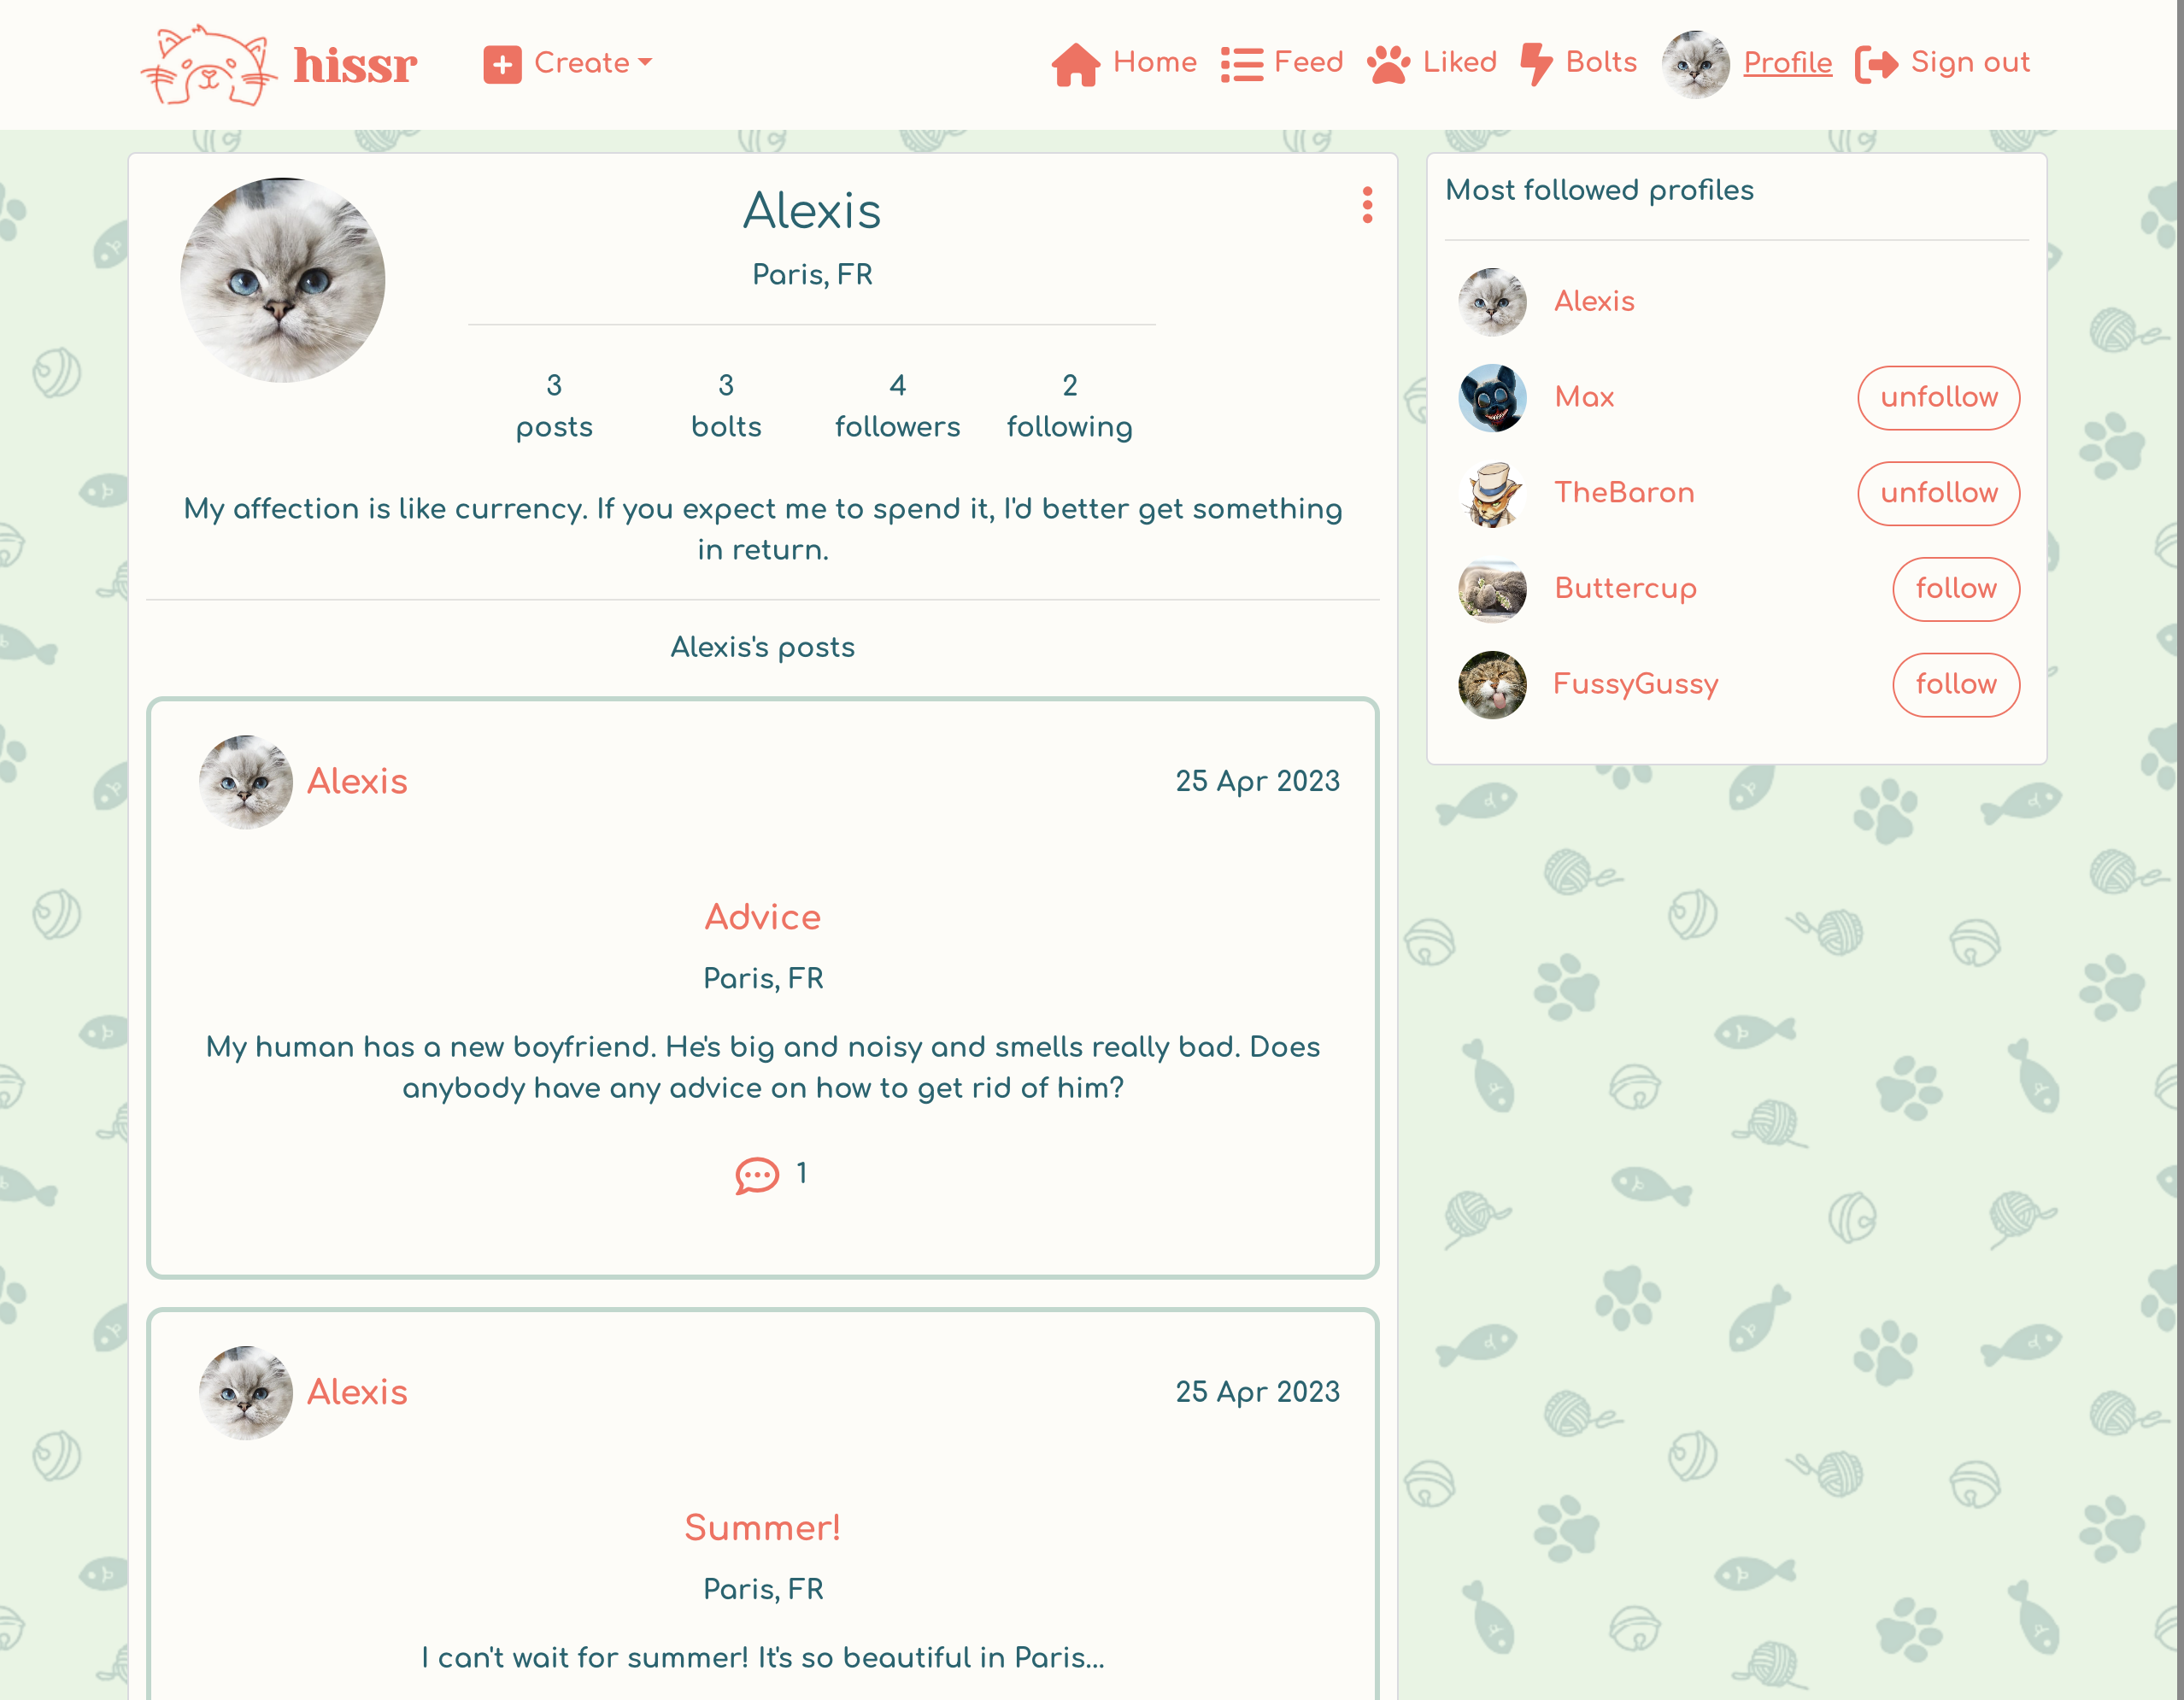 hissr
Create
Home
Feed
Liked
Bolts
Profile
Sign out
Alexis
Paris, FR
3
posts
3
bolts
4
followers
2
following
My affection is like currency. If you expect me to spend it, I'd better get something
in return.
Alexis's posts
Alexis
25 Apr 2023
Advice
Paris, FR
My human has a new boyfriend. He's big and noisy and smells really bad. Does
anybody have any advice on how to get rid of him?
1
Alexis
25 Apr 2023
Summer!
Paris, FR
I can't wait for summer! It's so beautiful in Paris...
Most followed profiles
Alexis
Max
unfollow
TheBaron
unfollow
Buttercup
follow
FussyGussy
follow